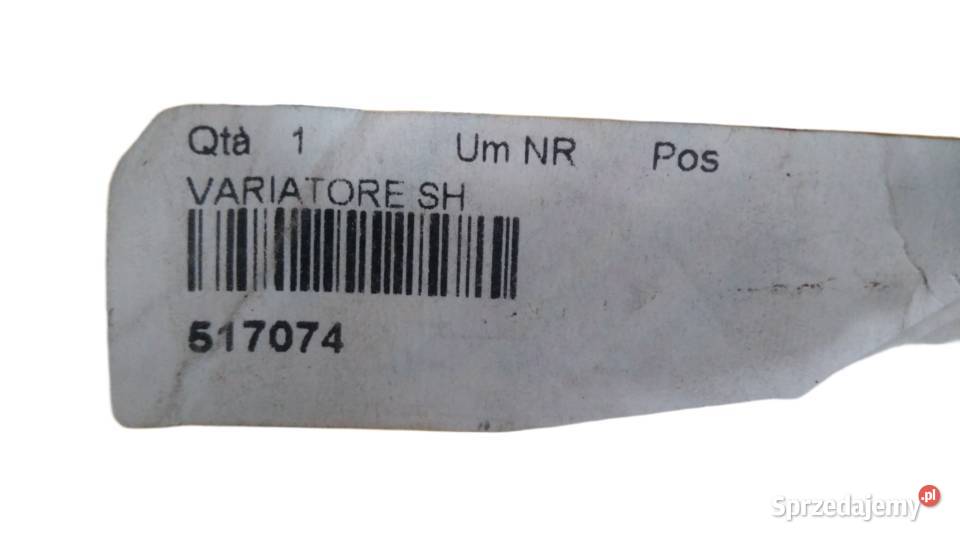 Qtà 1 Um NR Pos
VARIATORE SH
517074
Sprzedajemy.pl